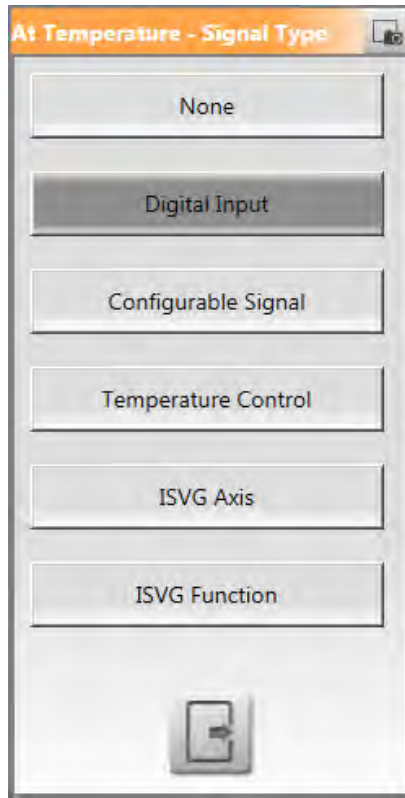 At Temperature - Signal Type
None
Digital Input
Configurable Signal
Temperature Control
ISVG Axis
ISVG Function